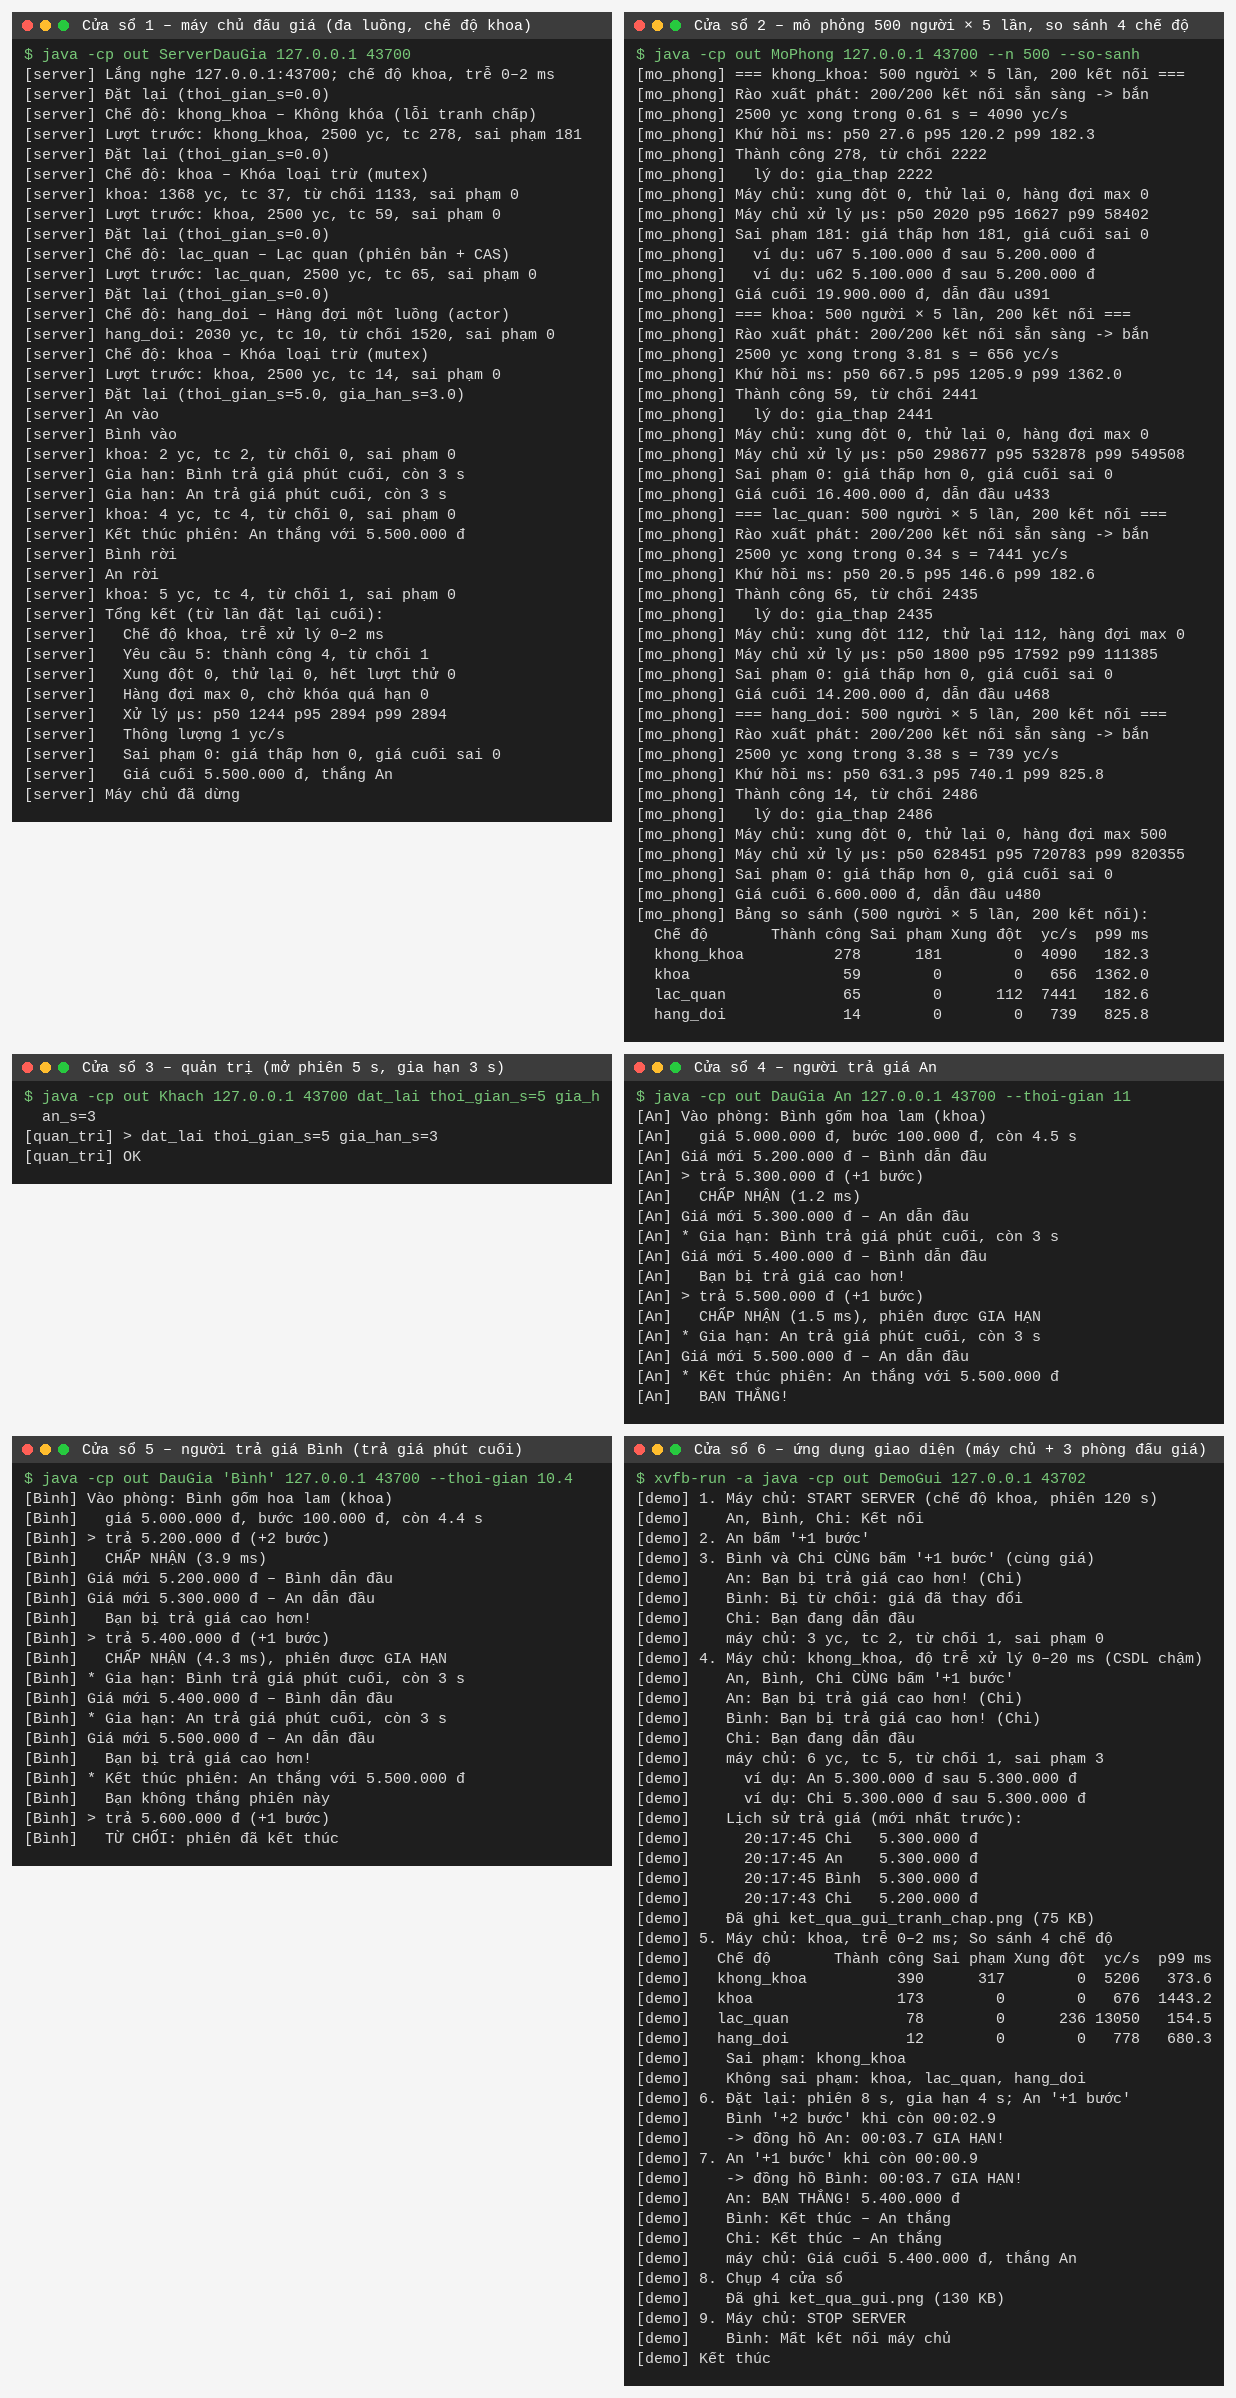 Cửa sổ 1 – máy chủ đấu giá (đa luồng, chế độ khoa)
$ java -cp out ServerDauGia 127.0.0.1 43700
[server] Lắng nghe 127.0.0.1:43700; chế độ khoa, trễ 0–2 ms
[server] Đặt lại (thoi_gian_s=0.0)
[server] Chế độ: khong_khoa – Không khóa (lỗi tranh chấp)
[server] Lượt trước: khong_khoa, 2500 yc, tc 278, sai phạm 181
[server] Đặt lại (thoi_gian_s=0.0)
[server] Chế độ: khoa – Khóa loại trừ (mutex)
[server] khoa: 1368 yc, tc 37, từ chối 1133, sai phạm 0
[server] Lượt trước: khoa, 2500 yc, tc 59, sai phạm 0
[server] Đặt lại (thoi_gian_s=0.0)
[server] Chế độ: lac_quan – Lạc quan (phiên bản + CAS)
[server] Lượt trước: lac_quan, 2500 yc, tc 65, sai phạm 0
[server] Đặt lại (thoi_gian_s=0.0)
[server] Chế độ: hang_doi – Hàng đợi một luồng (actor)
[server] hang_doi: 2030 yc, tc 10, từ chối 1520, sai phạm 0
[server] Chế độ: khoa – Khóa loại trừ (mutex)
[server] Lượt trước: khoa, 2500 yc, tc 14, sai phạm 0
[server] Đặt lại (thoi_gian_s=5.0, gia_han_s=3.0)
[server] An vào
[server] Bình vào
[server] khoa: 2 yc, tc 2, từ chối 0, sai phạm 0
[server] Gia hạn: Bình trả giá phút cuối, còn 3 s
[server] Gia hạn: An trả giá phút cuối, còn 3 s
[server] khoa: 4 yc, tc 4, từ chối 0, sai phạm 0
[server] Kết thúc phiên: An thắng với 5.500.000 đ
[server] Bình rời
[server] An rời
[server] khoa: 5 yc, tc 4, từ chối 1, sai phạm 0
[server] Tổng kết (từ lần đặt lại cuối):
[server]   Chế độ khoa, trễ xử lý 0–2 ms
[server]   Yêu cầu 5: thành công 4, từ chối 1
[server]   Xung đột 0, thử lại 0, hết lượt thử 0
[server]   Hàng đợi max 0, chờ khóa quá hạn 0
[server]   Xử lý µs: p50 1244 p95 2894 p99 2894
[server]   Thông lượng 1 yc/s
[server]   Sai phạm 0: giá thấp hơn 0, giá cuối sai 0
[server]   Giá cuối 5.500.000 đ, thắng An
[server] Máy chủ đã dừng
Cửa sổ 2 – mô phỏng 500 người × 5 lần, so sánh 4 chế độ
$ java -cp out MoPhong 127.0.0.1 43700 --n 500 --so-sanh
[mo_phong] === khong_khoa: 500 người × 5 lần, 200 kết nối ===
[mo_phong] Rào xuất phát: 200/200 kết nối sẵn sàng -> bắn
[mo_phong] 2500 yc xong trong 0.61 s = 4090 yc/s
[mo_phong] Khứ hồi ms: p50 27.6 p95 120.2 p99 182.3
[mo_phong] Thành công 278, từ chối 2222
[mo_phong]   lý do: gia_thap 2222
[mo_phong] Máy chủ: xung đột 0, thử lại 0, hàng đợi max 0
[mo_phong] Máy chủ xử lý µs: p50 2020 p95 16627 p99 58402
[mo_phong] Sai phạm 181: giá thấp hơn 181, giá cuối sai 0
[mo_phong]   ví dụ: u67 5.100.000 đ sau 5.200.000 đ
[mo_phong]   ví dụ: u62 5.100.000 đ sau 5.200.000 đ
[mo_phong] Giá cuối 19.900.000 đ, dẫn đầu u391
[mo_phong] === khoa: 500 người × 5 lần, 200 kết nối ===
[mo_phong] Rào xuất phát: 200/200 kết nối sẵn sàng -> bắn
[mo_phong] 2500 yc xong trong 3.81 s = 656 yc/s
[mo_phong] Khứ hồi ms: p50 667.5 p95 1205.9 p99 1362.0
[mo_phong] Thành công 59, từ chối 2441
[mo_phong]   lý do: gia_thap 2441
[mo_phong] Máy chủ: xung đột 0, thử lại 0, hàng đợi max 0
[mo_phong] Máy chủ xử lý µs: p50 298677 p95 532878 p99 549508
[mo_phong] Sai phạm 0: giá thấp hơn 0, giá cuối sai 0
[mo_phong] Giá cuối 16.400.000 đ, dẫn đầu u433
[mo_phong] === lac_quan: 500 người × 5 lần, 200 kết nối ===
[mo_phong] Rào xuất phát: 200/200 kết nối sẵn sàng -> bắn
[mo_phong] 2500 yc xong trong 0.34 s = 7441 yc/s
[mo_phong] Khứ hồi ms: p50 20.5 p95 146.6 p99 182.6
[mo_phong] Thành công 65, từ chối 2435
[mo_phong]   lý do: gia_thap 2435
[mo_phong] Máy chủ: xung đột 112, thử lại 112, hàng đợi max 0
[mo_phong] Máy chủ xử lý µs: p50 1800 p95 17592 p99 111385
[mo_phong] Sai phạm 0: giá thấp hơn 0, giá cuối sai 0
[mo_phong] Giá cuối 14.200.000 đ, dẫn đầu u468
[mo_phong] === hang_doi: 500 người × 5 lần, 200 kết nối ===
[mo_phong] Rào xuất phát: 200/200 kết nối sẵn sàng -> bắn
[mo_phong] 2500 yc xong trong 3.38 s = 739 yc/s
[mo_phong] Khứ hồi ms: p50 631.3 p95 740.1 p99 825.8
[mo_phong] Thành công 14, từ chối 2486
[mo_phong]   lý do: gia_thap 2486
[mo_phong] Máy chủ: xung đột 0, thử lại 0, hàng đợi max 500
[mo_phong] Máy chủ xử lý µs: p50 628451 p95 720783 p99 820355
[mo_phong] Sai phạm 0: giá thấp hơn 0, giá cuối sai 0
[mo_phong] Giá cuối 6.600.000 đ, dẫn đầu u480
[mo_phong] Bảng so sánh (500 người × 5 lần, 200 kết nối):
  Chế độ       Thành công Sai phạm Xung đột  yc/s  p99 ms
  khong_khoa          278      181        0  4090   182.3
  khoa                 59        0        0   656  1362.0
  lac_quan             65        0      112  7441   182.6
  hang_doi             14        0        0   739   825.8
Cửa sổ 3 – quản trị (mở phiên 5 s, gia hạn 3 s)
$ java -cp out Khach 127.0.0.1 43700 dat_lai thoi_gian_s=5 gia_h
  an_s=3
[quan_tri] > dat_lai thoi_gian_s=5 gia_han_s=3
[quan_tri] OK
Cửa sổ 4 – người trả giá An
$ java -cp out DauGia An 127.0.0.1 43700 --thoi-gian 11
[An] Vào phòng: Bình gốm hoa lam (khoa)
[An]   giá 5.000.000 đ, bước 100.000 đ, còn 4.5 s
[An] Giá mới 5.200.000 đ – Bình dẫn đầu
[An] > trả 5.300.000 đ (+1 bước)
[An]   CHẤP NHẬN (1.2 ms)
[An] Giá mới 5.300.000 đ – An dẫn đầu
[An] * Gia hạn: Bình trả giá phút cuối, còn 3 s
[An] Giá mới 5.400.000 đ – Bình dẫn đầu
[An]   Bạn bị trả giá cao hơn!
[An] > trả 5.500.000 đ (+1 bước)
[An]   CHẤP NHẬN (1.5 ms), phiên được GIA HẠN
[An] * Gia hạn: An trả giá phút cuối, còn 3 s
[An] Giá mới 5.500.000 đ – An dẫn đầu
[An] * Kết thúc phiên: An thắng với 5.500.000 đ
[An]   BẠN THẮNG!
Cửa sổ 5 – người trả giá Bình (trả giá phút cuối)
$ java -cp out DauGia 'Bình' 127.0.0.1 43700 --thoi-gian 10.4
[Bình] Vào phòng: Bình gốm hoa lam (khoa)
[Bình]   giá 5.000.000 đ, bước 100.000 đ, còn 4.4 s
[Bình] > trả 5.200.000 đ (+2 bước)
[Bình]   CHẤP NHẬN (3.9 ms)
[Bình] Giá mới 5.200.000 đ – Bình dẫn đầu
[Bình] Giá mới 5.300.000 đ – An dẫn đầu
[Bình]   Bạn bị trả giá cao hơn!
[Bình] > trả 5.400.000 đ (+1 bước)
[Bình]   CHẤP NHẬN (4.3 ms), phiên được GIA HẠN
[Bình] * Gia hạn: Bình trả giá phút cuối, còn 3 s
[Bình] Giá mới 5.400.000 đ – Bình dẫn đầu
[Bình] * Gia hạn: An trả giá phút cuối, còn 3 s
[Bình] Giá mới 5.500.000 đ – An dẫn đầu
[Bình]   Bạn bị trả giá cao hơn!
[Bình] * Kết thúc phiên: An thắng với 5.500.000 đ
[Bình]   Bạn không thắng phiên này
[Bình] > trả 5.600.000 đ (+1 bước)
[Bình]   TỪ CHỐI: phiên đã kết thúc
Cửa sổ 6 – ứng dụng giao diện (máy chủ + 3 phòng đấu giá)
$ xvfb-run -a java -cp out DemoGui 127.0.0.1 43702
[demo] 1. Máy chủ: START SERVER (chế độ khoa, phiên 120 s)
[demo]    An, Bình, Chi: Kết nối
[demo] 2. An bấm '+1 bước'
[demo] 3. Bình và Chi CÙNG bấm '+1 bước' (cùng giá)
[demo]    An: Bạn bị trả giá cao hơn! (Chi)
[demo]    Bình: Bị từ chối: giá đã thay đổi
[demo]    Chi: Bạn đang dẫn đầu
[demo]    máy chủ: 3 yc, tc 2, từ chối 1, sai phạm 0
[demo] 4. Máy chủ: khong_khoa, độ trễ xử lý 0–20 ms (CSDL chậm)
[demo]    An, Bình, Chi CÙNG bấm '+1 bước'
[demo]    An: Bạn bị trả giá cao hơn! (Chi)
[demo]    Bình: Bạn bị trả giá cao hơn! (Chi)
[demo]    Chi: Bạn đang dẫn đầu
[demo]    máy chủ: 6 yc, tc 5, từ chối 1, sai phạm 3
[demo]      ví dụ: An 5.300.000 đ sau 5.300.000 đ
[demo]      ví dụ: Chi 5.300.000 đ sau 5.300.000 đ
[demo]    Lịch sử trả giá (mới nhất trước):
[demo]      20:17:45 Chi   5.300.000 đ
[demo]      20:17:45 An    5.300.000 đ
[demo]      20:17:45 Bình  5.300.000 đ
[demo]      20:17:43 Chi   5.200.000 đ
[demo]    Đã ghi ket_qua_gui_tranh_chap.png (75 KB)
[demo] 5. Máy chủ: khoa, trễ 0–2 ms; So sánh 4 chế độ
[demo]   Chế độ       Thành công Sai phạm Xung đột  yc/s  p99 ms
[demo]   khong_khoa          390      317        0  5206   373.6
[demo]   khoa                173        0        0   676  1443.2
[demo]   lac_quan             78        0      236 13050   154.5
[demo]   hang_doi             12        0        0   778   680.3
[demo]    Sai phạm: khong_khoa
[demo]    Không sai phạm: khoa, lac_quan, hang_doi
[demo] 6. Đặt lại: phiên 8 s, gia hạn 4 s; An '+1 bước'
[demo]    Bình '+2 bước' khi còn 00:02.9
[demo]    -> đồng hồ An: 00:03.7 GIA HẠN!
[demo] 7. An '+1 bước' khi còn 00:00.9
[demo]    -> đồng hồ Bình: 00:03.7 GIA HẠN!
[demo]    An: BẠN THẮNG! 5.400.000 đ
[demo]    Bình: Kết thúc – An thắng
[demo]    Chi: Kết thúc – An thắng
[demo]    máy chủ: Giá cuối 5.400.000 đ, thắng An
[demo] 8. Chụp 4 cửa sổ
[demo]    Đã ghi ket_qua_gui.png (130 KB)
[demo] 9. Máy chủ: STOP SERVER
[demo]    Bình: Mất kết nối máy chủ
[demo] Kết thúc